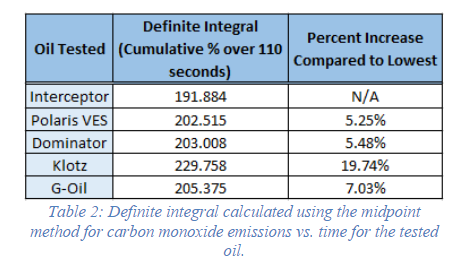 Oil Tested | Definite Integral (Cumulative % over 110 seconds) | Percent Increase Compared to Lowest
Interceptor | 191.884 | N/A
Polaris VES | 202.515 | 5.25%
Dominator | 203.008 | 5.48%
Klotz | 229.758 | 19.74%
G-Oil | 205.375 | 7.03%
Table 2: Definite integral calculated using the midpoint
method for carbon monoxide emissions vs. time for the tested
oil.